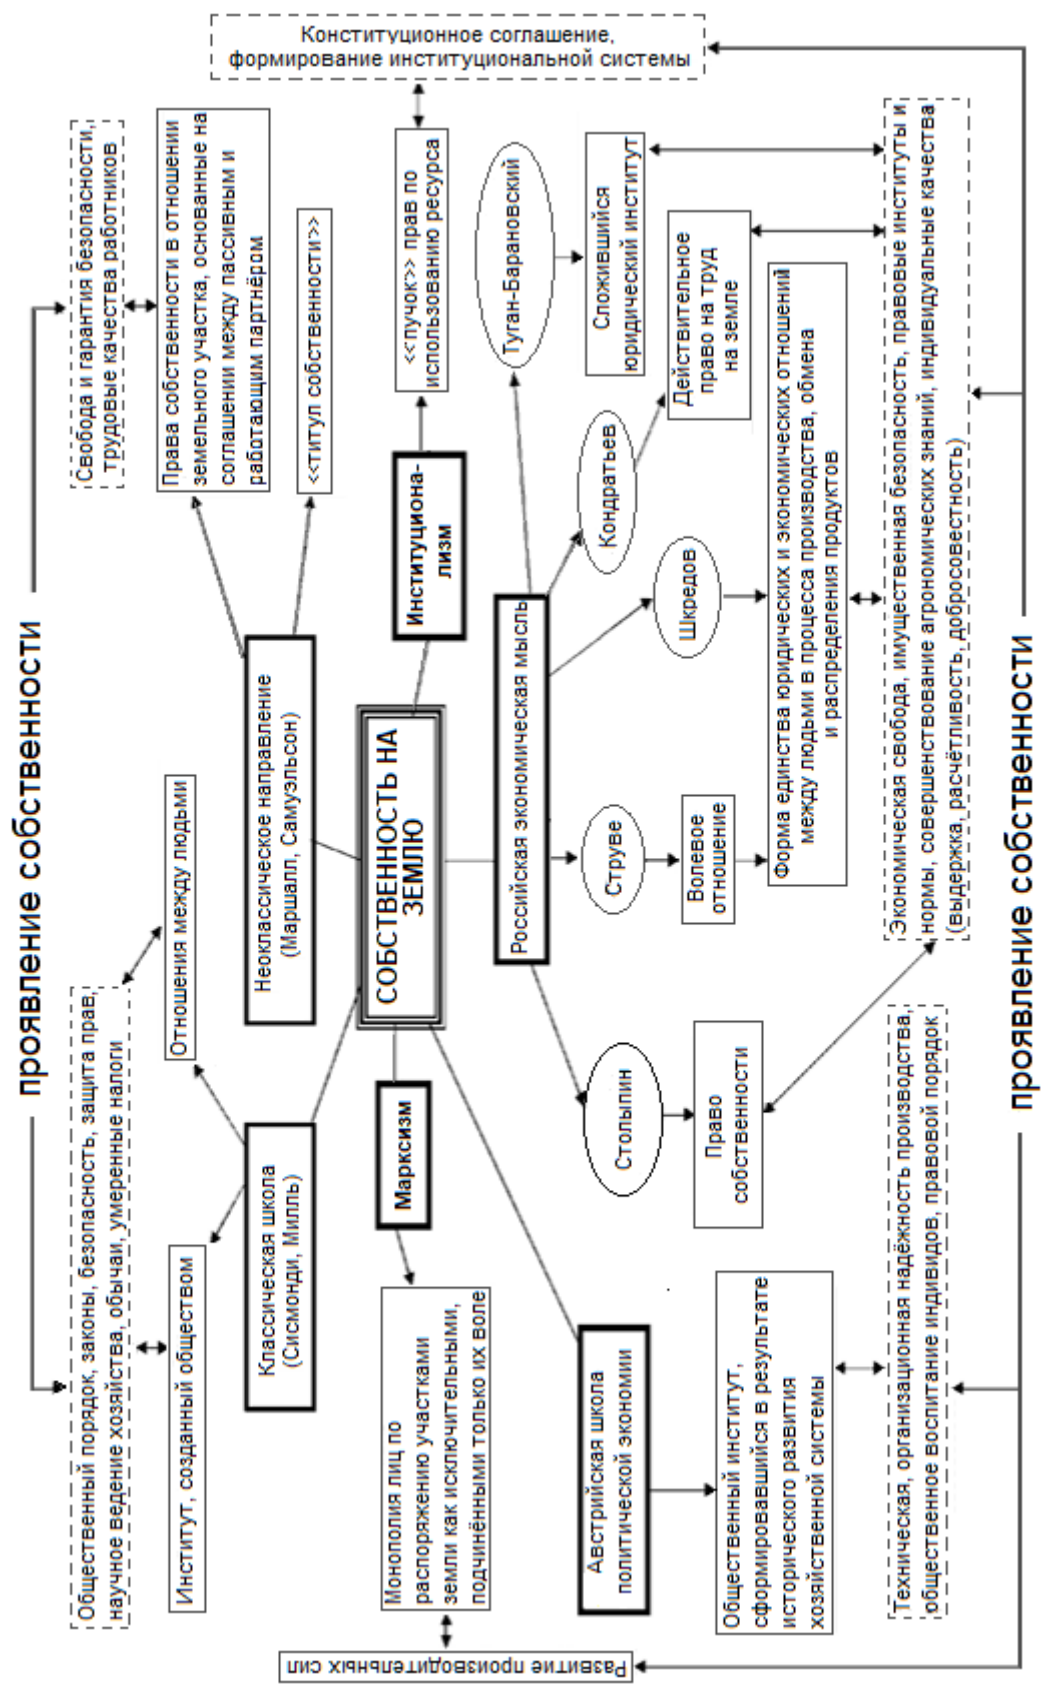 проявление собственности
Общественный порядок, законы, безопасность, защита прав,
научное ведение хозяйства, обычаи, умеренные налоги
Свобода и гарантия безопасности,
трудовые качества работников
Институт, созданный обществом
Отношения между людьми
Права собственности в отношении
земельного участка, основанные на
соглашении между пассивным и
работающим партнёром
<<титул собственности>>
Классическая школа
(Сисмонди, Милль)
Неоклассическое направление
(Маршалл, Самуэльсон)
Конституционное соглашение,
формирование институциональной системы
Развитие производительных сил
Монополия лиц по
распоряжению участками
земли как исключительными,
подчинёнными только их воле
Марксизм
СОБСТВЕННОСТЬ НА
ЗЕМЛЮ
Институциона-
лизм
<<пучок>> прав по
использованию ресурса
Австрийская школа
политической экономии
Российская экономическая мысль
Столыпин
Струве
Шкредов
Кондратьев
Туган-Барановский
Сложившийся
юридический институт
Действительное
право на труд
на земле
Право
собственности
Волевое
отношение
Общественный институт,
сформировавшийся в результате
исторического развития
хозяйственной системы
Форма единства юридических и экономических отношений
между людьми в процесса производства, обмена
и распределения продуктов
Техническая, организационная надёжность производства,
общественное воспитание индивидов, правовой порядок
Экономическая свобода, имущественная безопасность, правовые институты и
нормы, совершенствование агрономических знаний, индивидуальные качества
(выдержка, расчётливость, добросовестность)
проявление собственности